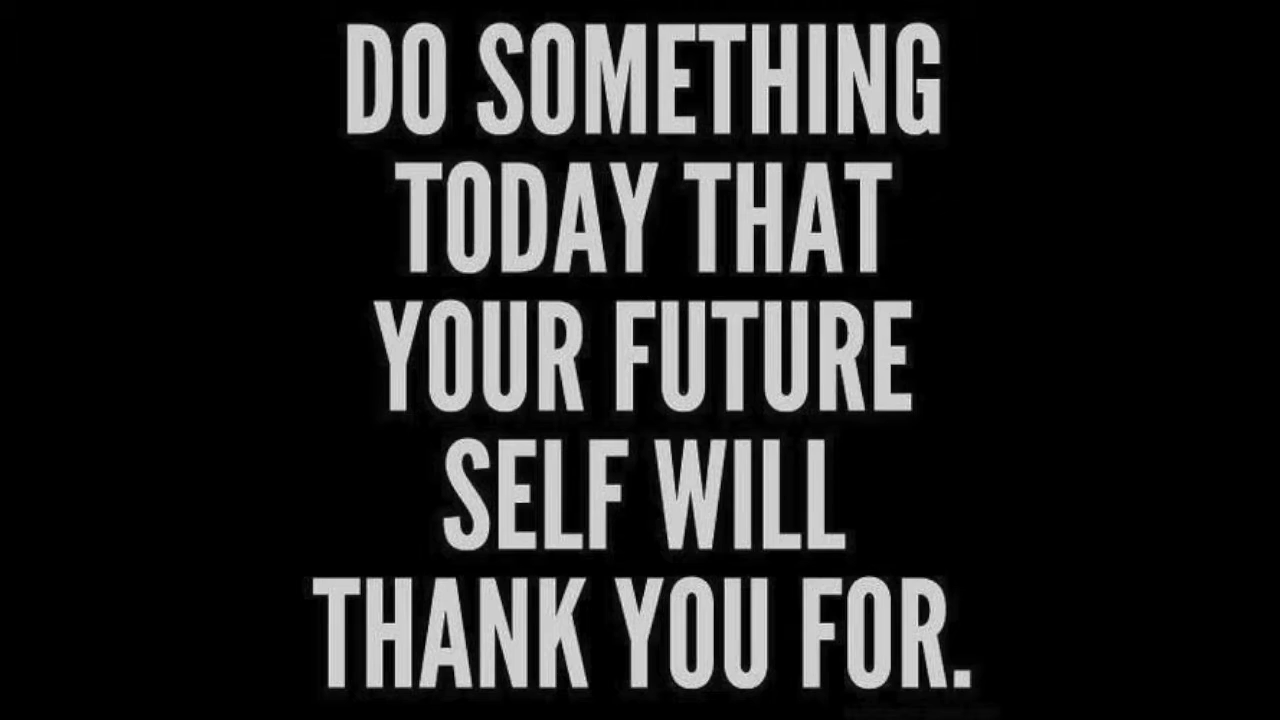 DO SOMETHING
TODAY THAT
YOUR FUTURE
SELF WILL
THANK YOU FOR.